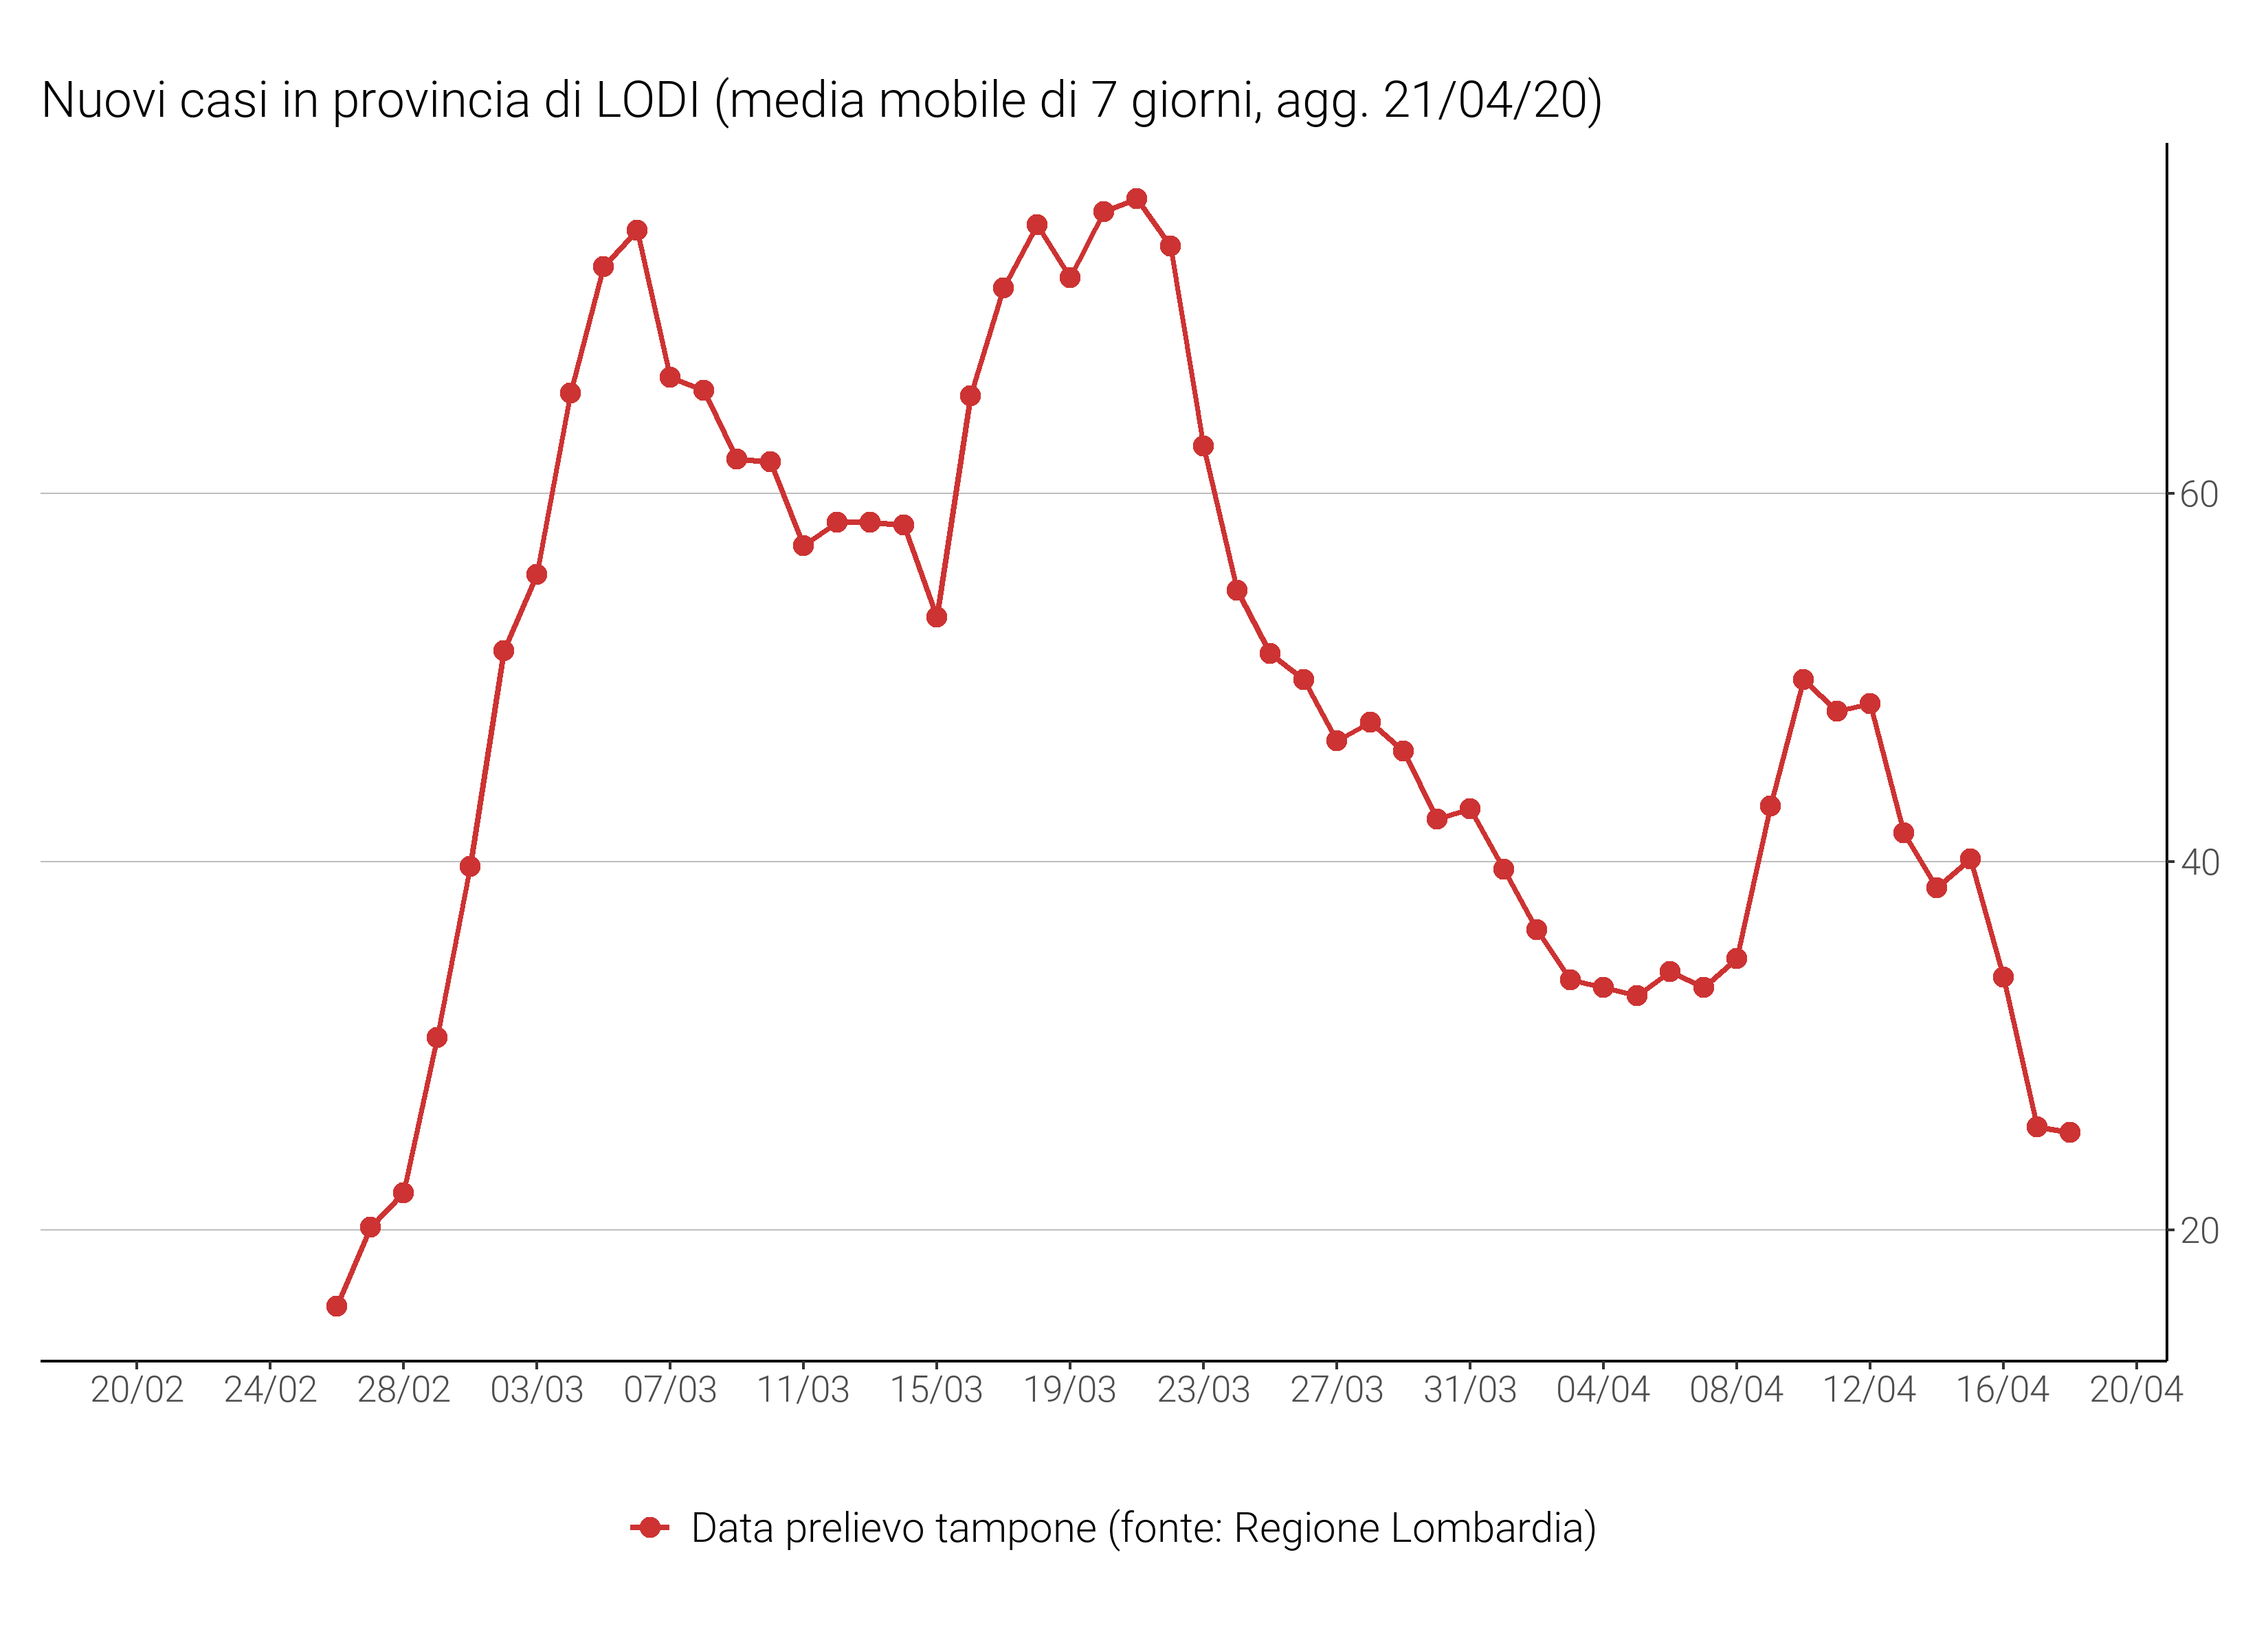 Nuovi casi in provincia di LODI (media mobile di 7 giorni, agg. 21/04/20)
60
40
20
20/02 24/02 28/02 03/03 07/03 11/03 15/03 19/03 23/03 27/03 31/03 04/04 08/04 12/04 16/04 20/04
Data prelievo tampone (fonte: Regione Lombardia)